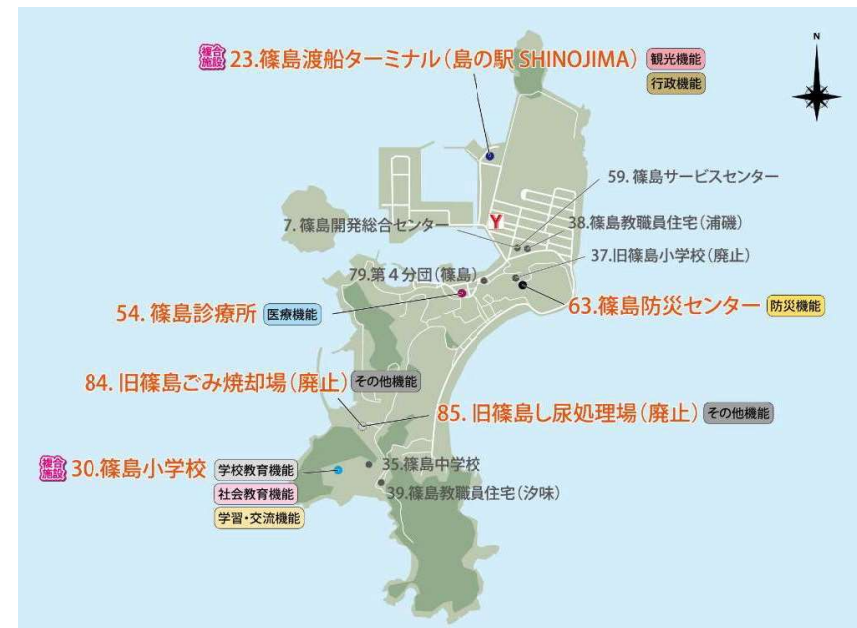 N
複合施設 23.篠島渡船ターミナル(島の駅 SHINOJIMA) 観光機能
行政機能
59. 篠島サービスセンター
Y
7. 篠島開発総合センター
38.篠島教職員住宅(浦磯)
37.旧篠島小学校(廃止)
79.第4分団(篠島)
54. 篠島診療所 医療機能
63.篠島防災センター 防災機能
84. 旧篠島ごみ焼却場(廃止) その他機能
85. 旧篠島し尿処理場(廃止) その他機能
複合施設 30.篠島小学校 学校教育機能
社会教育機能
学習・交流機能
35.篠島中学校
39.篠島教職員住宅(汐味)